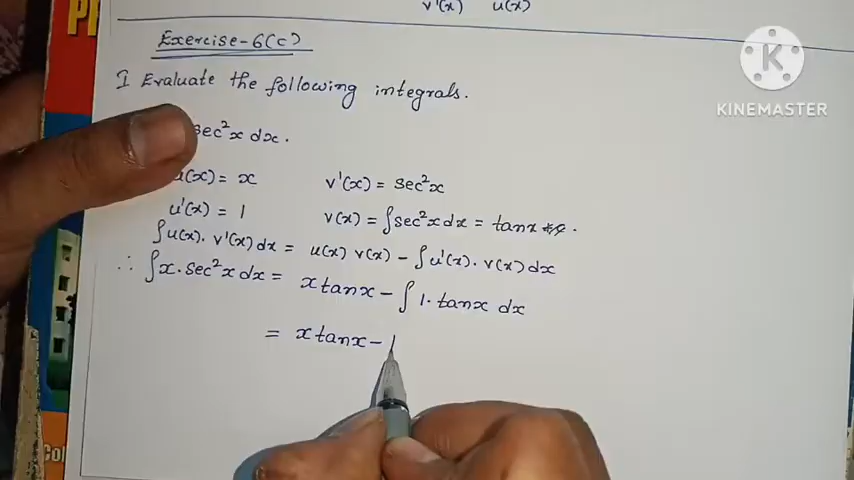 v'(x) u(x)
Exercise-6(c)
I Evaluate the following integrals.
sec²x dx.
u(x) = x v'(x) = sec²x
u'(x) = 1 v(x) = ∫sec²x dx = tanx
∫u(x). v'(x) dx = u(x) v(x) - ∫u'(x). v(x) dx
∴ ∫x. sec²x dx = x tanx - ∫1. tanx dx
= x tanx -
K
KINEMASTER